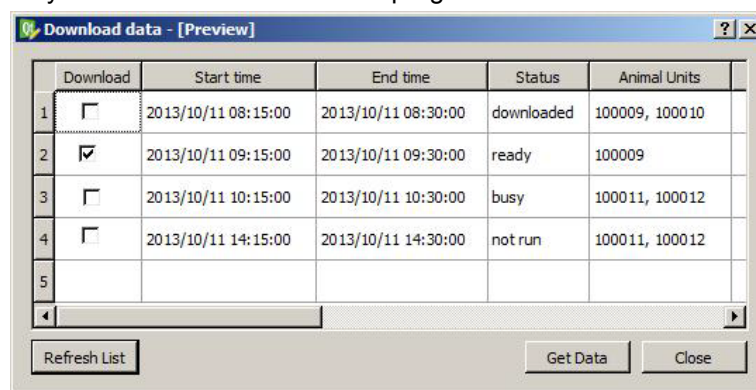 Download data - [Preview]
Download Start time End time Status Animal Units
1 2013/10/11 08:15:00 2013/10/11 08:30:00 downloaded 100009, 100010
2 2013/10/11 09:15:00 2013/10/11 09:30:00 ready 100009
3 2013/10/11 10:15:00 2013/10/11 10:30:00 busy 100011, 100012
4 2013/10/11 14:15:00 2013/10/11 14:30:00 not run 100011, 100012
5
Refresh List Get Data Close